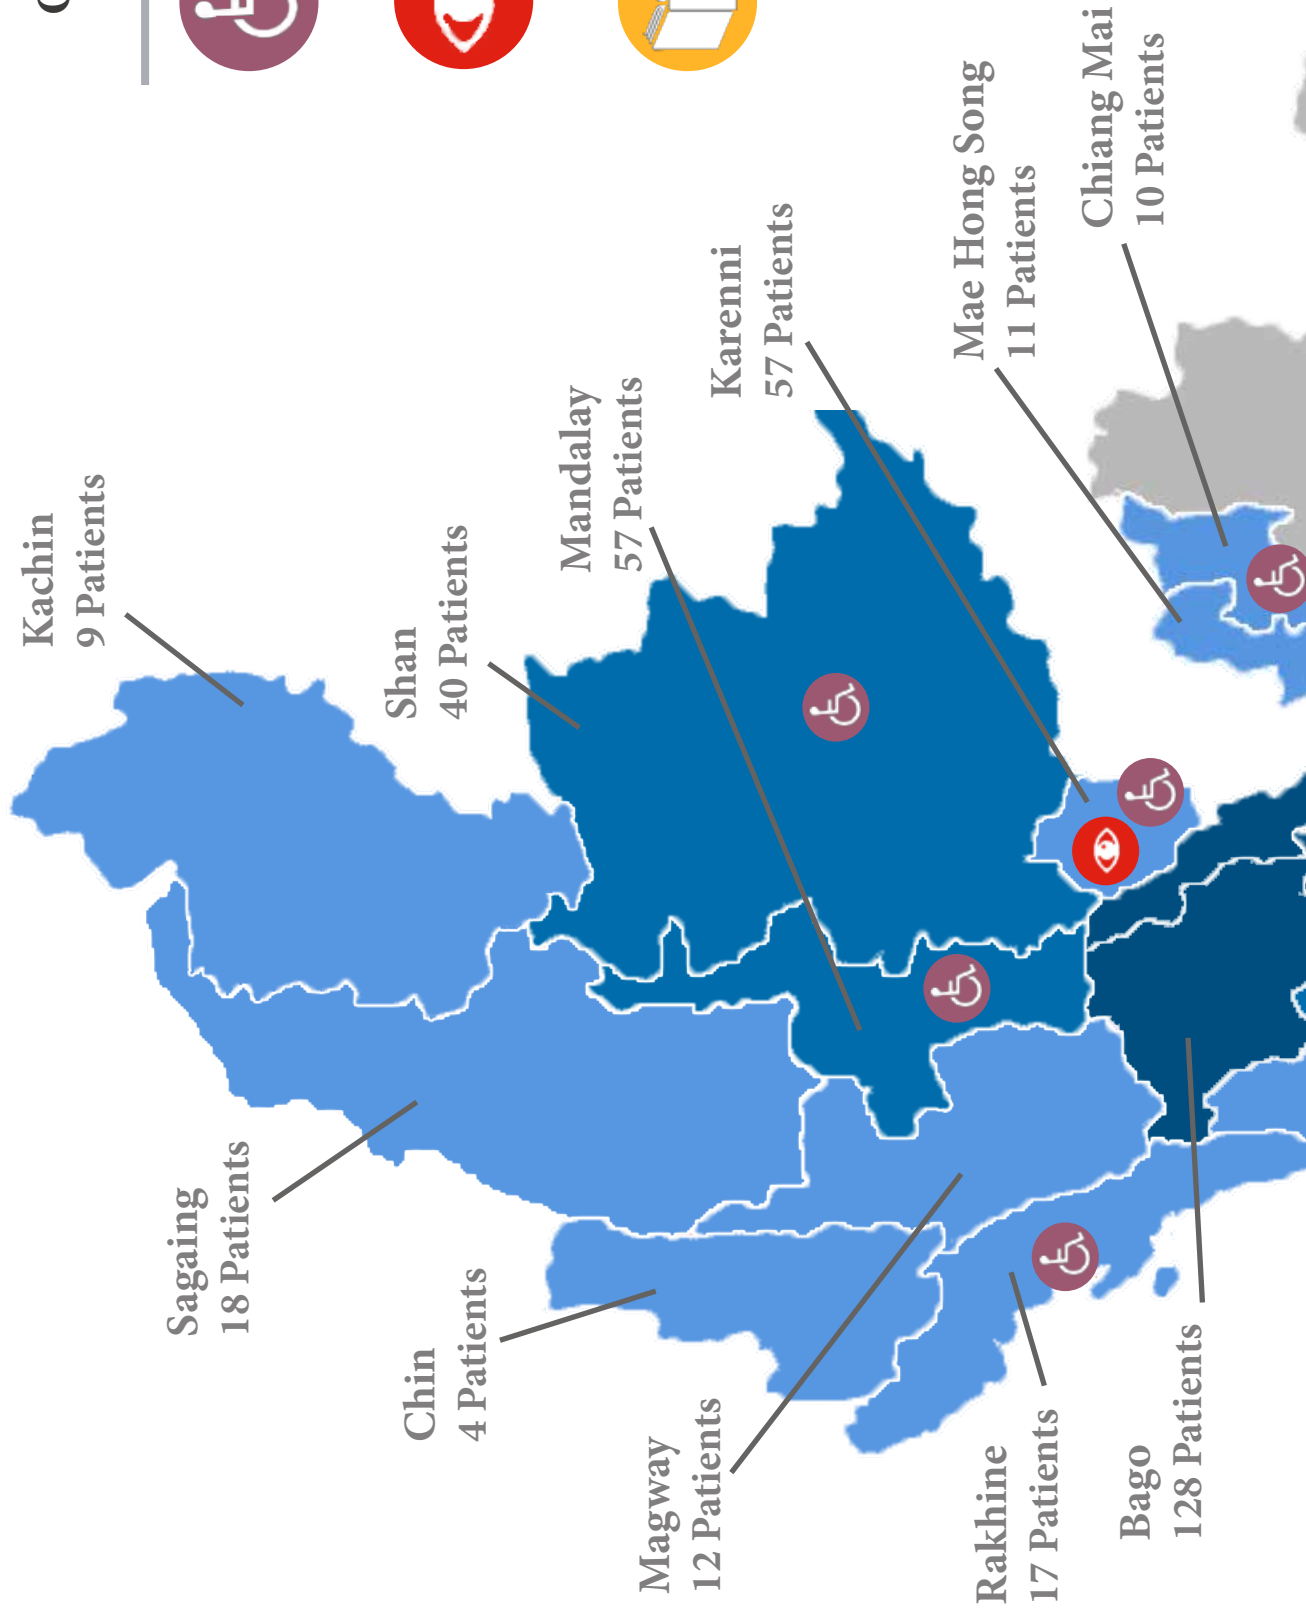 Kachin
9 Patients
Sagaing
18 Patients
Shan
40 Patients
Chin
4 Patients
Mandalay
57 Patients
Magway
12 Patients
Karenni
57 Patients
Mae Hong Song
11 Patients
Rakhine
17 Patients
Chiang Mai
10 Patients
Bago
128 Patients